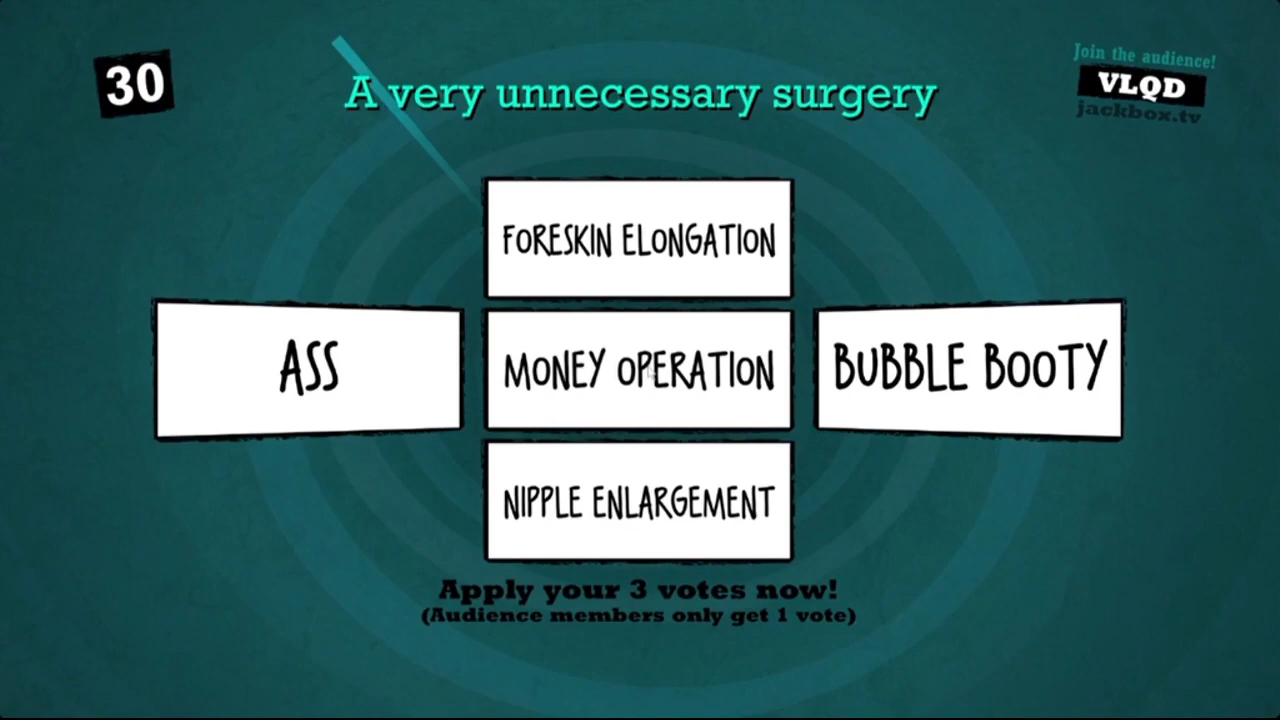 30
A very unnecessary surgery
Join the audience!
VLQD
jackbox.tv
FORESKIN ELONGATION
ASS
MONEY OPERATION
BUBBLE BOOTY
NIPPLE ENLARGEMENT
Apply your 3 votes now!
(Audience members only get 1 vote)